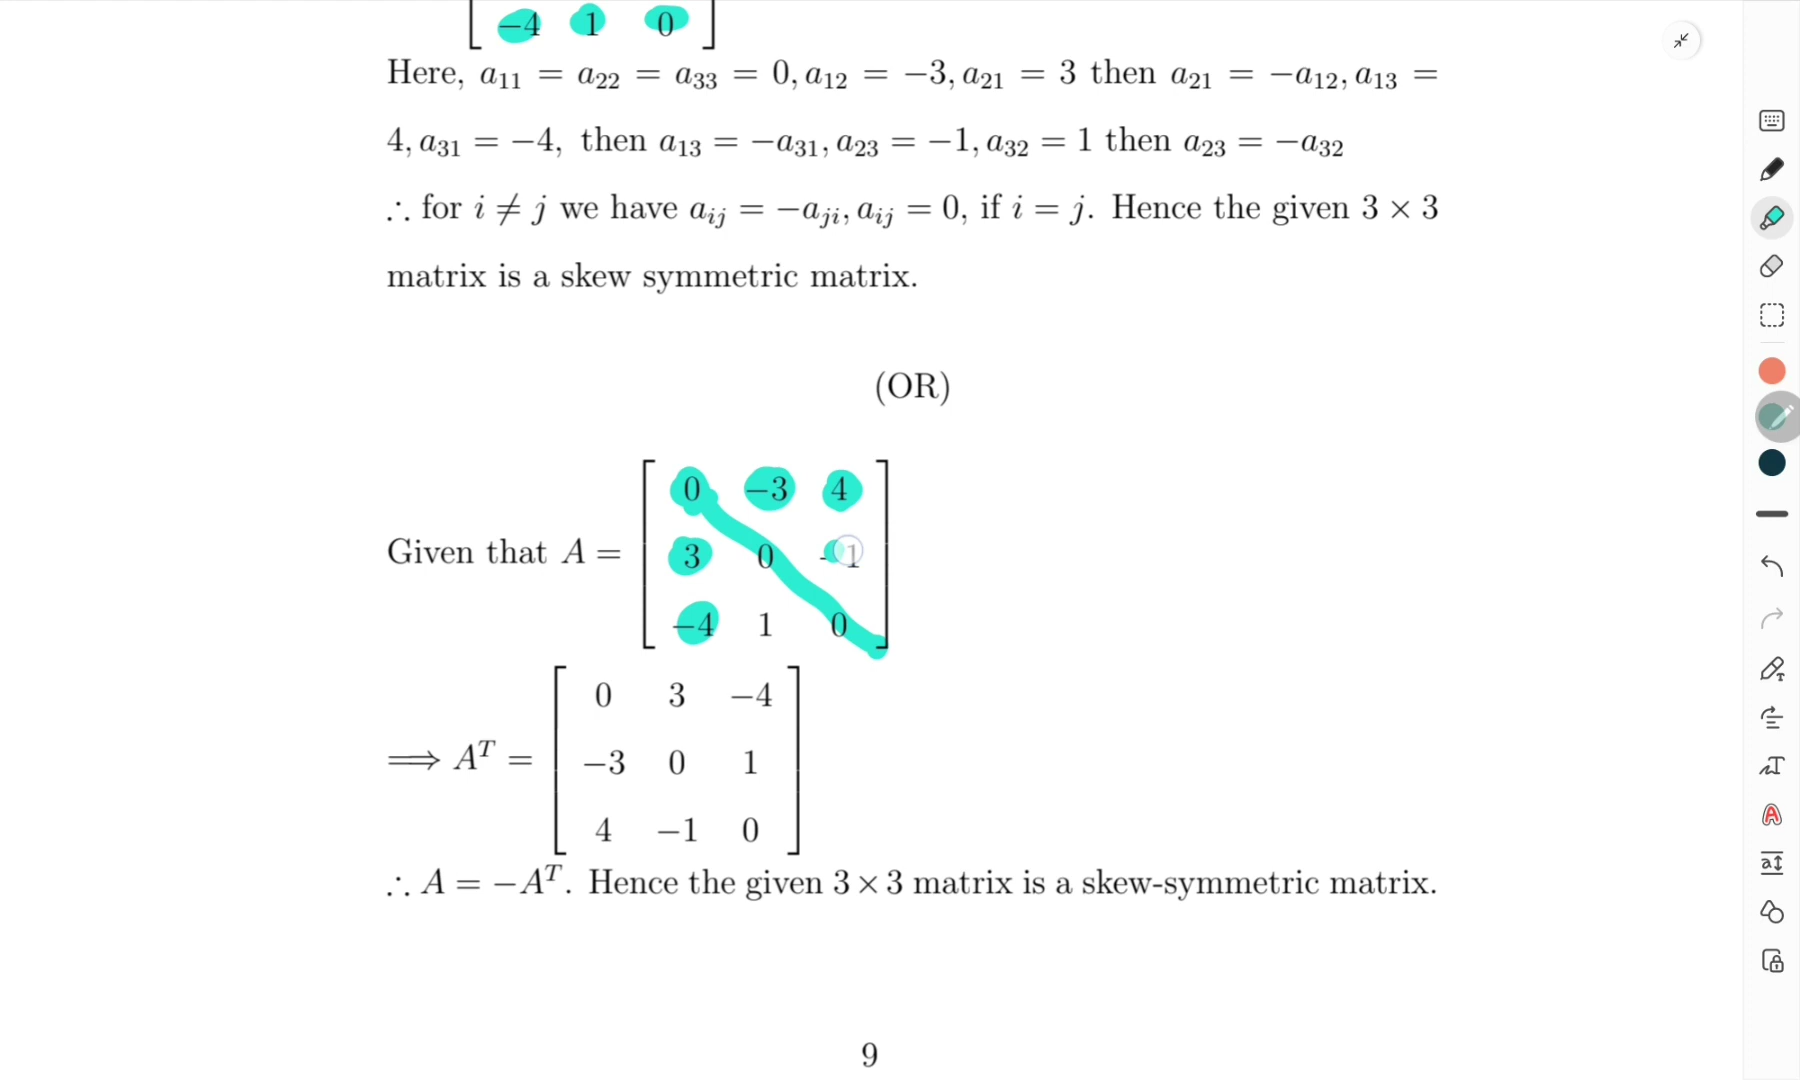 −4 1 0
Here, a11 = a22 = a33 = 0, a12 = −3, a21 = 3 then a21 = −a12, a13 =
4, a31 = −4, then a13 = −a31, a23 = −1, a32 = 1 then a23 = −a32
∴ for i ≠ j we have aij = −aji, aij = 0, if i = j. Hence the given 3 × 3
matrix is a skew symmetric matrix.
(OR)
0 −3 4
Given that A = 3 0 −1
−4 1 0
0 3 −4
⟹ A^T = −3 0 1
4 −1 0
∴ A = −A^T. Hence the given 3 × 3 matrix is a skew-symmetric matrix.
9